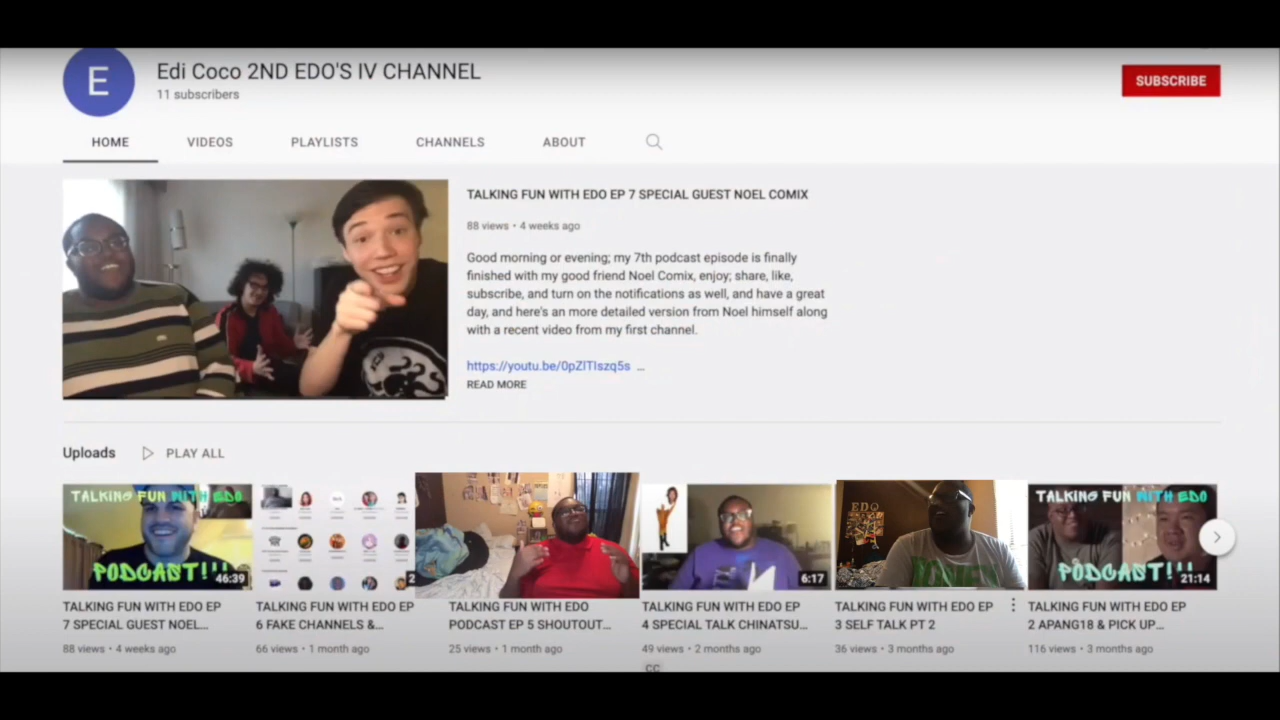 E
Edi Coco 2ND EDO'S IV CHANNEL
11 subscribers
SUBSCRIBE
HOME VIDEOS PLAYLISTS CHANNELS ABOUT
TALKING FUN WITH EDO EP 7 SPECIAL GUEST NOEL COMIX
88 views • 4 weeks ago
Good morning or evening; my 7th podcast episode is finally
finished with my good friend Noel Comix, enjoy; share, like,
subscribe, and turn on the notifications as well, and have a great
day, and here's an more detailed version from Noel himself along
with a recent video from my first channel.
https://youtu.be/0pZITIszq5s ...
READ MORE
Uploads PLAY ALL
TALKING FUN WITH EDO
PODCAST!!!
46:39
2
6:17
EDO
TALKING FUN WITH EDO
PODCAST!!!
21:14
TALKING FUN WITH EDO EP
7 SPECIAL GUEST NOEL...
88 views • 4 weeks ago
TALKING FUN WITH EDO EP
6 FAKE CHANNELS &...
66 views • 1 month ago
TALKING FUN WITH EDO
PODCAST EP 5 SHOUTOUT...
25 views • 1 month ago
TALKING FUN WITH EDO EP
4 SPECIAL TALK CHINATSU...
49 views • 2 months ago
TALKING FUN WITH EDO EP
3 SELF TALK PT 2
36 views • 3 months ago
TALKING FUN WITH EDO EP
2 APANG18 & PICK UP...
116 views • 3 months ago
CC